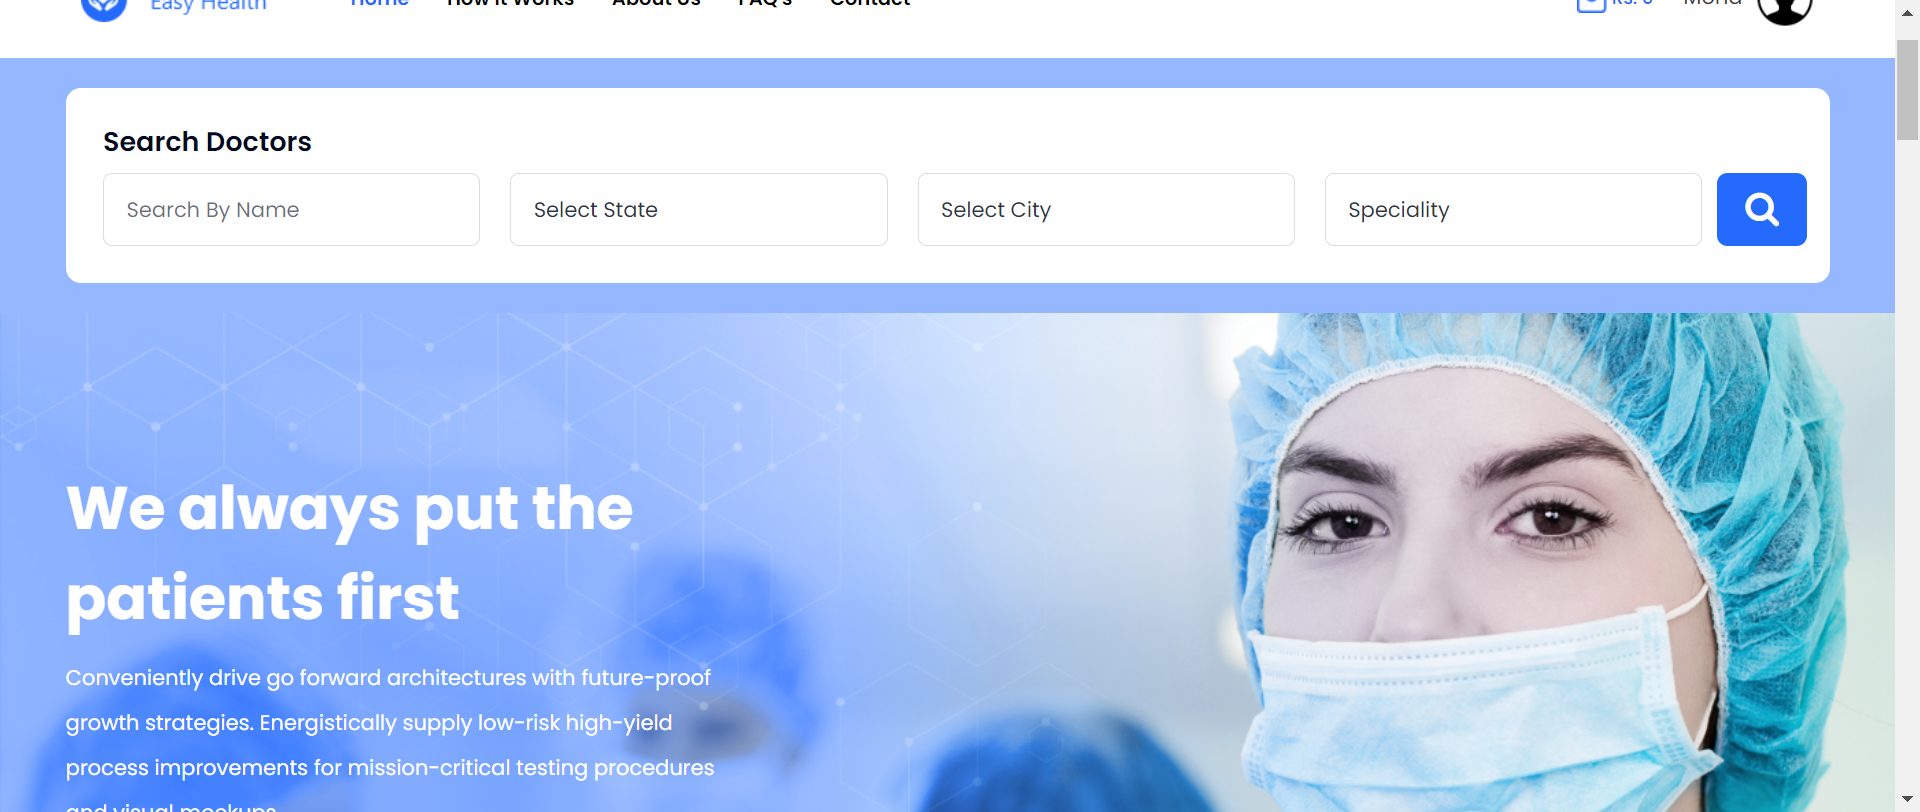 Easy Health
Home How It Works About Us FAQ's Contact
Rs. 0
Search Doctors
Search By Name Select State Select City Speciality
We always put the
patients first
Conveniently drive go forward architectures with future-proof
growth strategies. Energistically supply low-risk high-yield
process improvements for mission-critical testing procedures
and visual mockups.